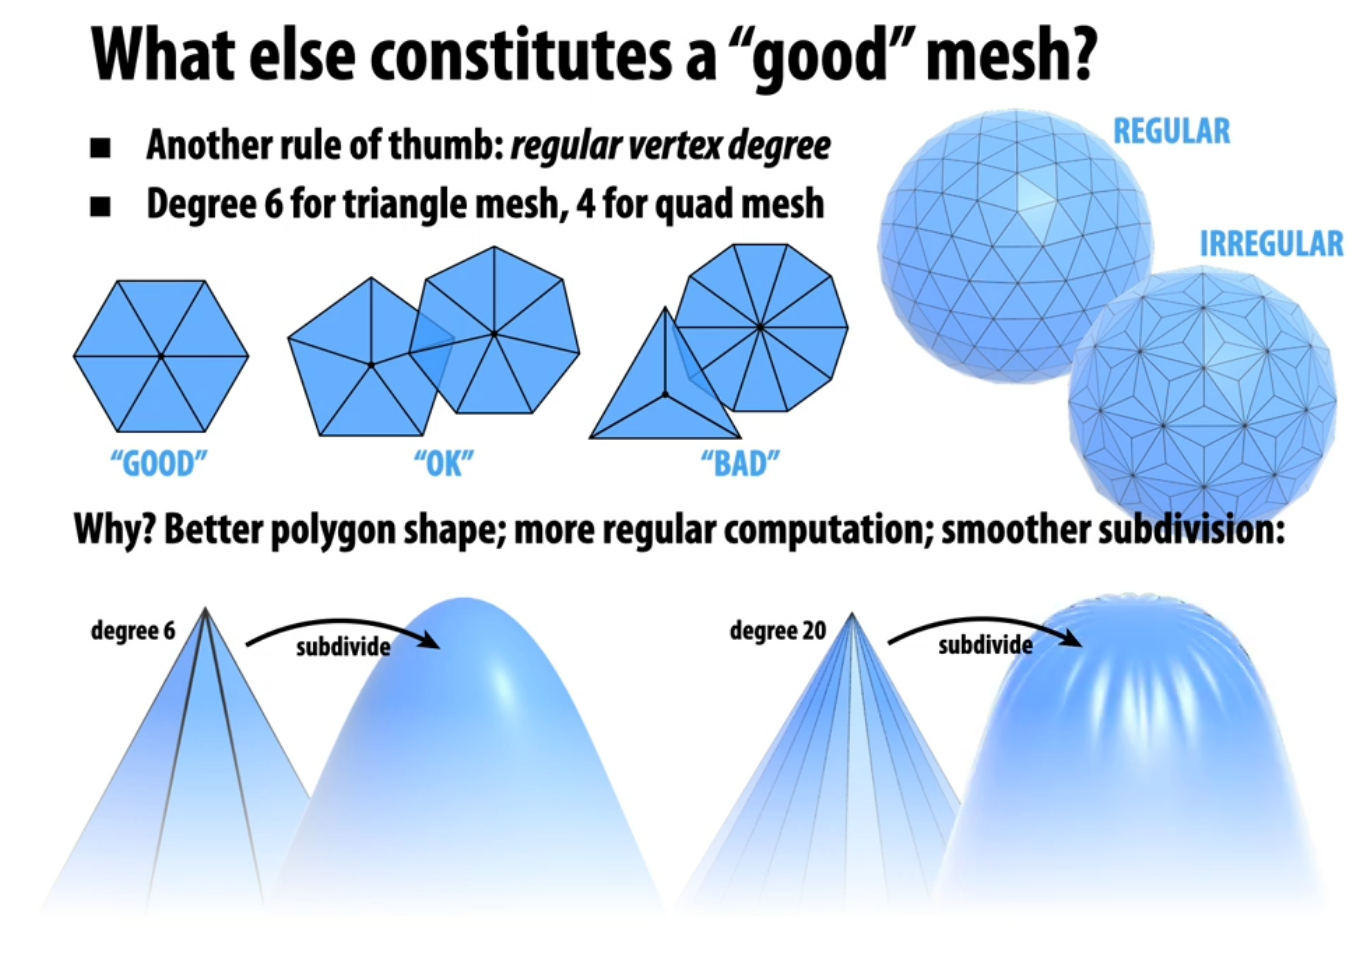 What else constitutes a “good” mesh?
■ Another rule of thumb: regular vertex degree
■ Degree 6 for triangle mesh, 4 for quad mesh
REGULAR
IRREGULAR
“GOOD”
“OK”
“BAD”
Why? Better polygon shape; more regular computation; smoother subdivision:
degree 6
subdivide
degree 20
subdivide